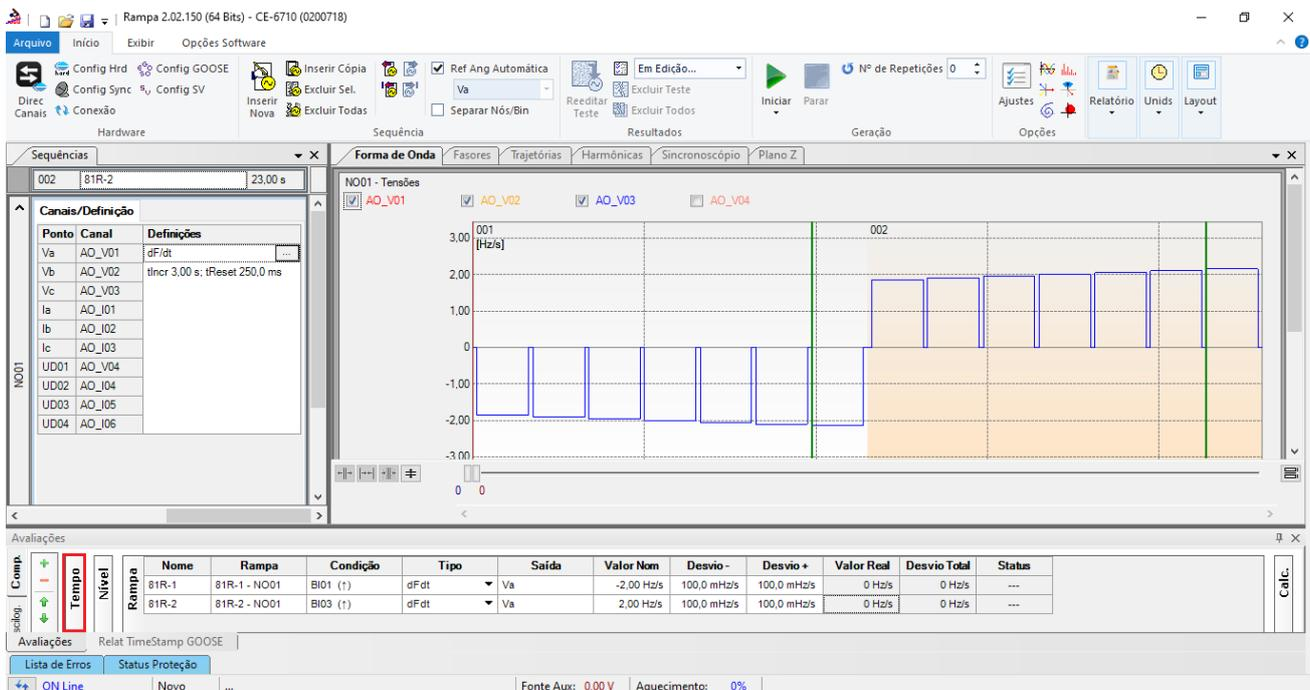 Rampa 2.02.150 (64 Bits) - CE-6710 (0200718)
Arquivo Início Exibir Opções Software
Direc Canais
Config Hrd Config GOOSE
Config Sync Config SV
Conexão
Hardware
Inserir Nova
Inserir Cópia
Excluir Sel.
Excluir Todas
Ref Ang Automática
Va
Separar Nós/Bin
Sequência
Reeditar Teste
Em Edição...
Excluir Teste
Excluir Todos
Resultados
Iniciar Parar
Nº de Repetições 0
Geração
Ajustes
Opções
Relatório Unids Layout
Sequências
002 81R-2 23,00 s
NO01
Canais/Definição
Ponto Canal Definições
Va AO_V01 dF/dt ...
Vb AO_V02 tIncr 3,00 s; tReset 250,0 ms
Vc AO_V03
Ia AO_I01
Ib AO_I02
Ic AO_I03
UD01 AO_V04
UD02 AO_I04
UD03 AO_I05
UD04 AO_I06
Forma de Onda Fasores Trajetórias Harmônicas Sincronoscópio Plano Z
NO01 - Tensões
AO_V01 AO_V02 AO_V03 AO_V04
001 002
[Hz/s]
3,00
2,00
1,00
0
-1,00
-2,00
-3,00
0 0
Avaliações
Comp.
Tempo
Nível
Rampa
Nome Rampa Condição Tipo Saída Valor Nom Desvio - Desvio + Valor Real Desvio Total Status
81R-1 81R-1 - NO01 BI01 (↑) dFdt Va -2,00 Hz/s 100,0 mHz/s 100,0 mHz/s 0 Hz/s 0 Hz/s ---
81R-2 81R-2 - NO01 BI03 (↑) dFdt Va 2,00 Hz/s 100,0 mHz/s 100,0 mHz/s 0 Hz/s 0 Hz/s ---
Calc.
Avaliações Relat TimeStamp GOOSE
Lista de Erros Status Proteção
ON Line Novo ... Fonte Aux: 0.00 V Aquecimento: 0%